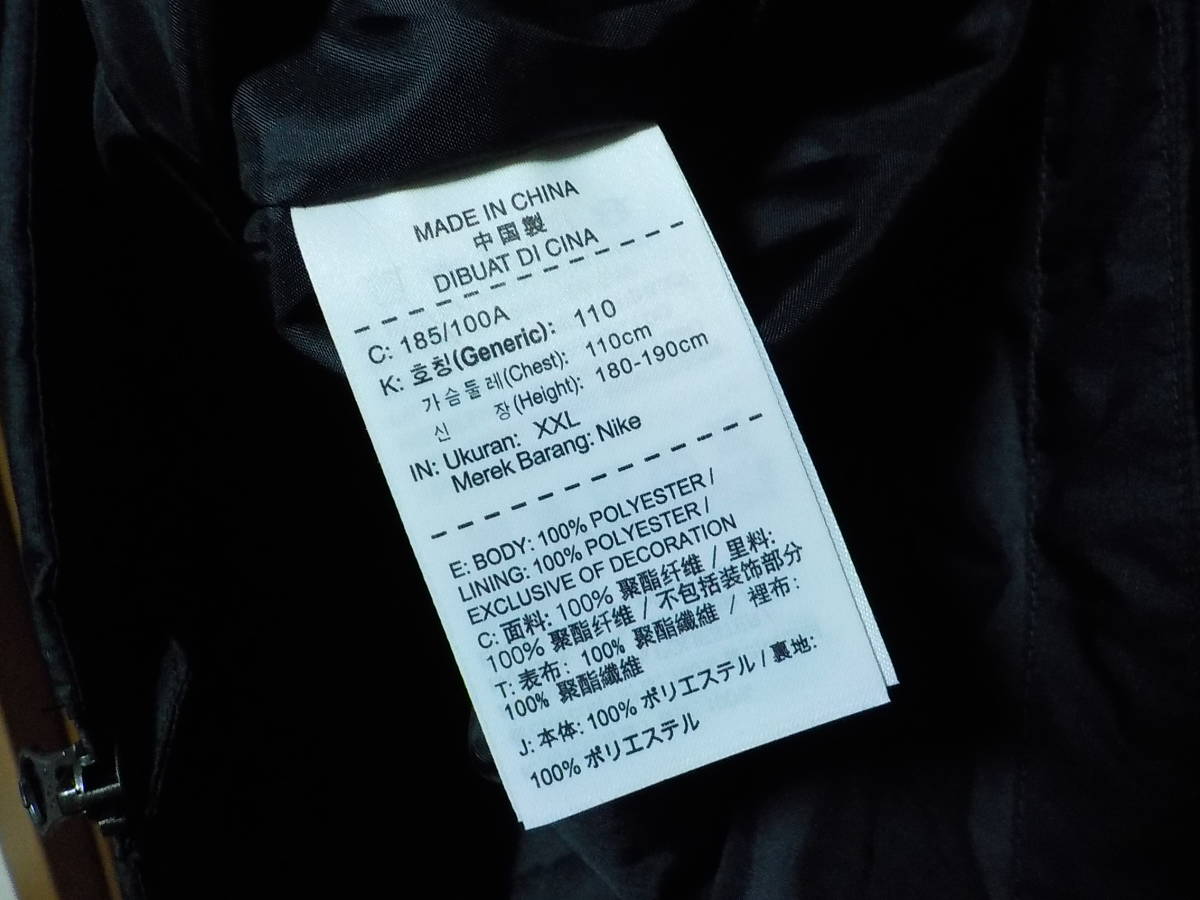 MADE IN CHINA
中国製
DIBUAT DI CINA
C: 185/100A
K: 호칭(Generic): 110
가슴둘레(Chest): 110cm
신 장(Height): 180-190cm
IN: Ukuran: XXL
Merek Barang: Nike
E: BODY: 100% POLYESTER /
LINING: 100% POLYESTER /
EXCLUSIVE OF DECORATION
C: 面料: 100% 聚酯纤维 / 里料:
100% 聚酯纤维 / 不包括装饰部分
T: 表布: 100% 聚酯纖維 / 裡布:
100% 聚酯纖維
J: 本体: 100% ポリエステル / 裏地:
100% ポリエステル